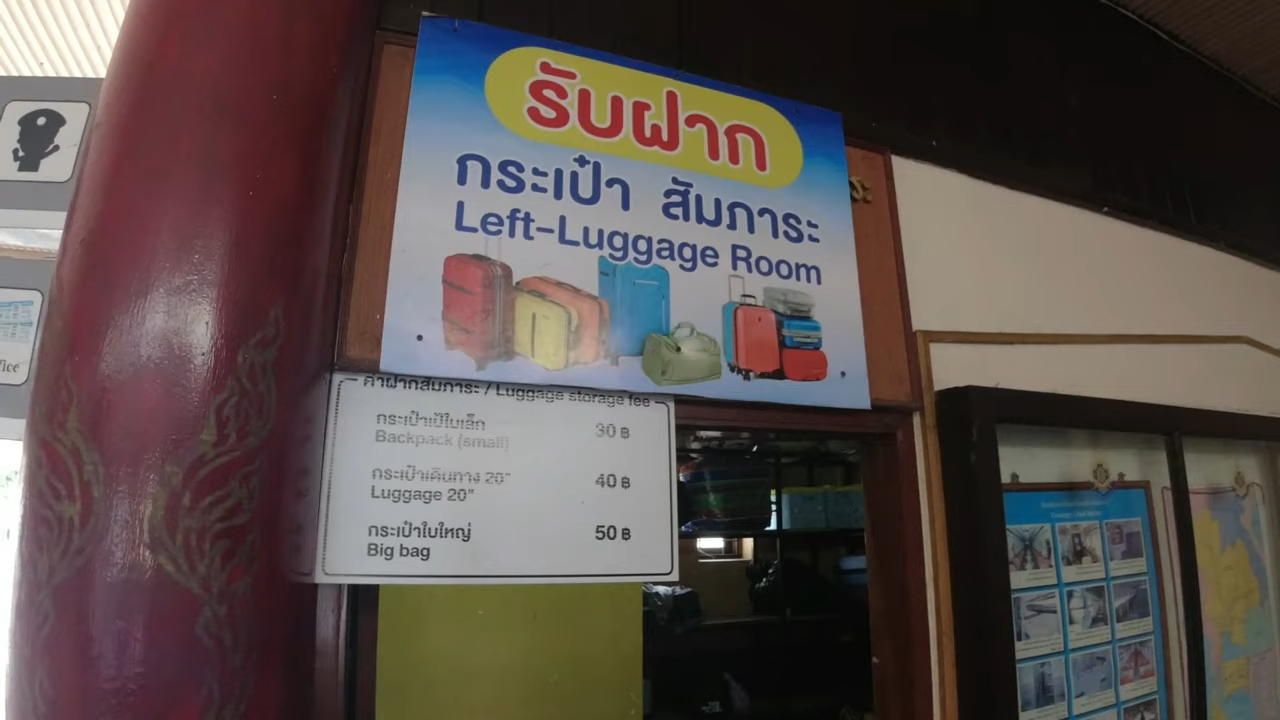 รับฝาก
กระเป๋า สัมภาระ
Left-Luggage Room
ค่าฝากสัมภาระ / Luggage storage fee
กระเป๋าเป้ใบเล็ก 30 ฿
Backpack (small)
กระเป๋าเดินทาง 20" 40 ฿
Luggage 20"
กระเป๋าใบใหญ่ 50 ฿
Big bag